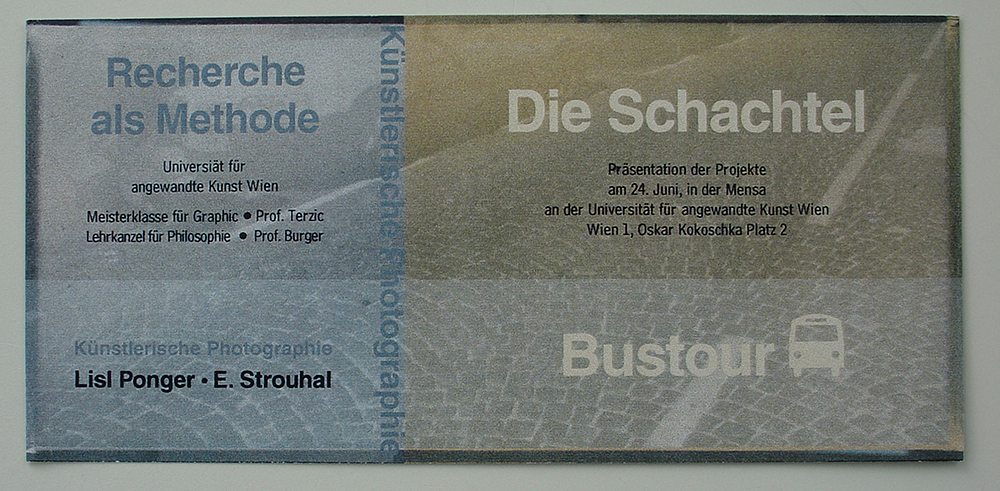 Recherche
als Methode
Universiät für
angewandte Kunst Wien
Meisterklasse für Graphic • Prof. Terzic
Lehrkanzel für Philosophie • Prof. Burger
Künstlerische Photographie
Lisl Ponger • E. Strouhal
Künstlerische Photographie
Die Schachtel
Präsentation der Projekte
am 24. Juni, in der Mensa
an der Universität für angewandte Kunst Wien
Wien 1, Oskar Kokoschka Platz 2
Bustour